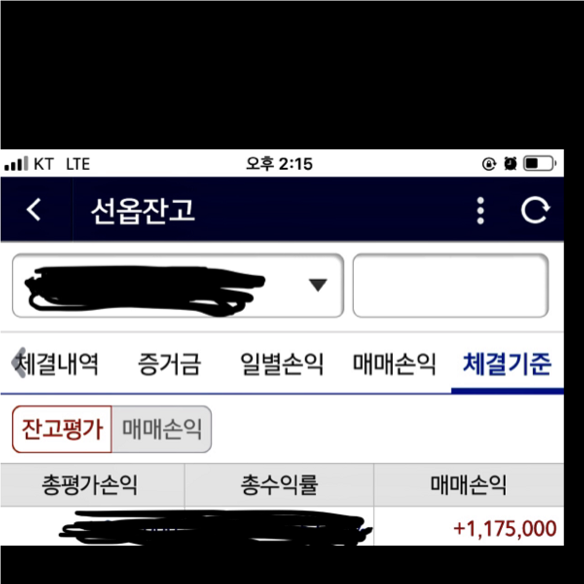 KT LTE 오후 2:15
선옵잔고
체결내역 증거금 일별손익 매매손익 체결기준
잔고평가 매매손익
총평가손익 총수익률 매매손익
+1,175,000